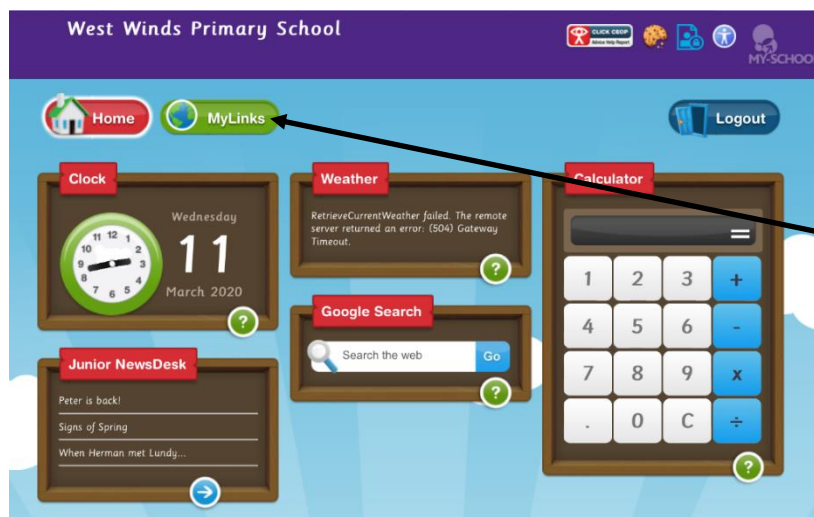 West Winds Primary School
CLICK CEOP
Advice Help Report
MY-SCHOO
Home
MyLinks
Logout
Clock
12
1
2
3
4
5
6
7
8
9
10
11
Wednesday
11
March 2020
?
Weather
RetrieveCurrentWeather failed. The remote
server returned an error: (504) Gateway
Timeout.
?
Google Search
Search the web
Go
?
Junior NewsDesk
Peter is back!
Signs of Spring
When Herman met Lundy...
Calculator
=
1 2 3 +
4 5 6 -
7 8 9 x
. 0 C ÷
?